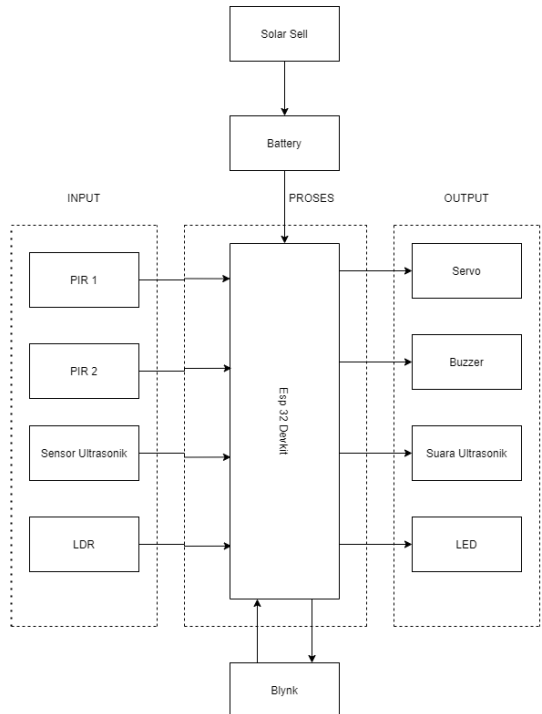 Solar Sell
Battery
INPUT
PROSES
OUTPUT
PIR 1
PIR 2
Sensor Ultrasonik
LDR
Esp 32 Devkit
Servo
Buzzer
Suara Ultrasonik
LED
Blynk